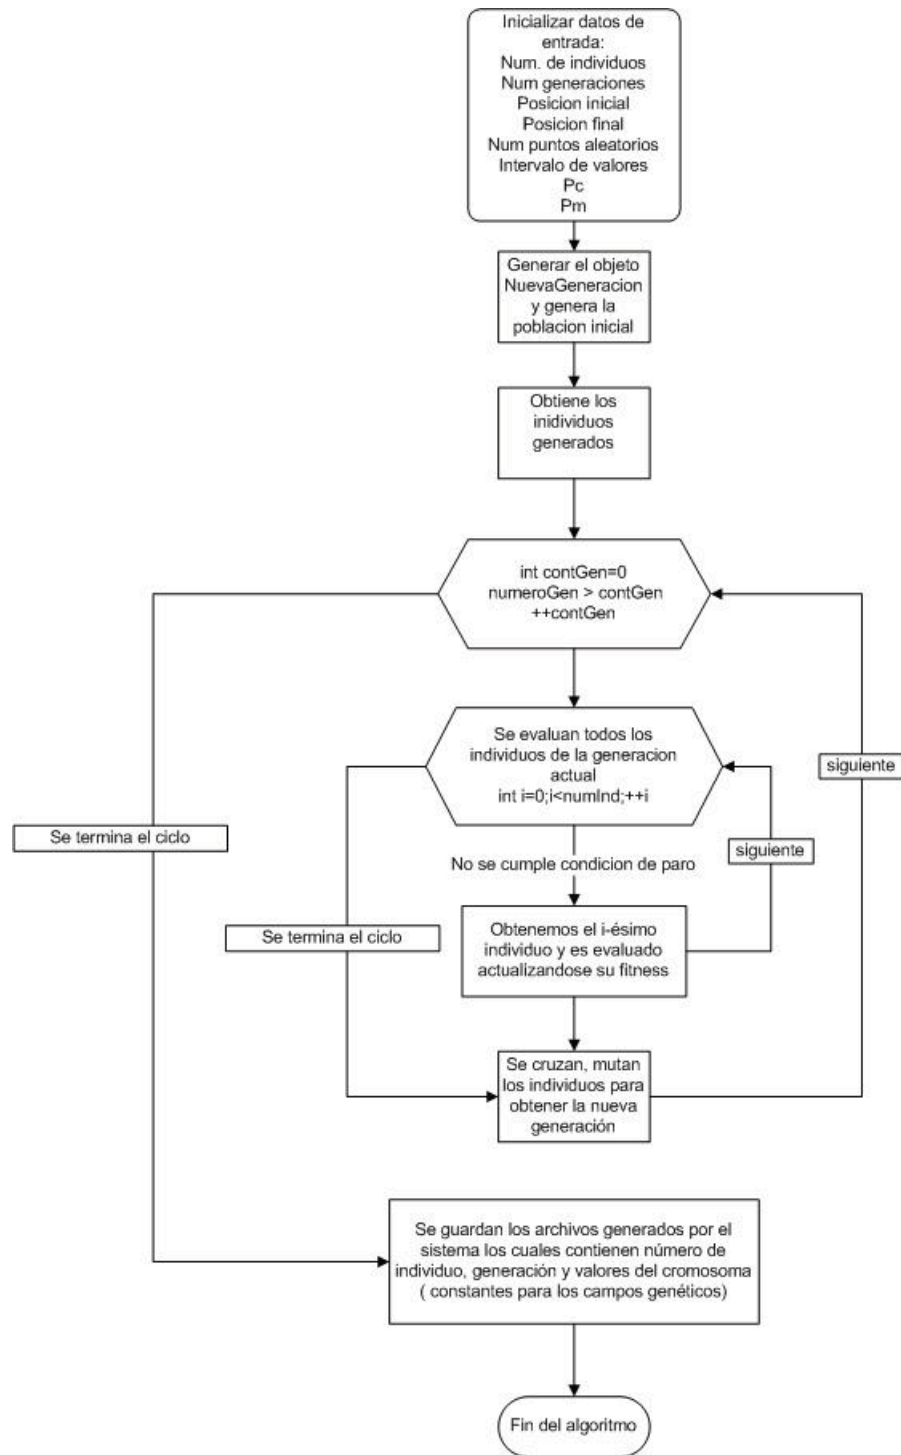 Inicializar datos de
entrada:
Num. de individuos
Num generaciones
Posicion inicial
Posicion final
Num puntos aleatorios
Intervalo de valores
Pc
Pm
Generar el objeto
NuevaGeneracion
y genera la
poblacion inicial
Obtiene los
inidividuos
generados
int contGen=0
numeroGen > contGen
++contGen
Se evaluan todos los
individuos de la generacion
actual
int i=0;i<numInd;++i
siguiente
Se termina el ciclo
siguiente
No se cumple condicion de paro
Se termina el ciclo
Obtenemos el i-ésimo
individuo y es evaluado
actualizandose su fitness
Se cruzan, mutan
los individuos para
obtener la nueva
generación
Se guardan los archivos generados por el
sistema los cuales contienen número de
individuo, generación y valores del cromosoma
( constantes para los campos genéticos)
Fin del algoritmo